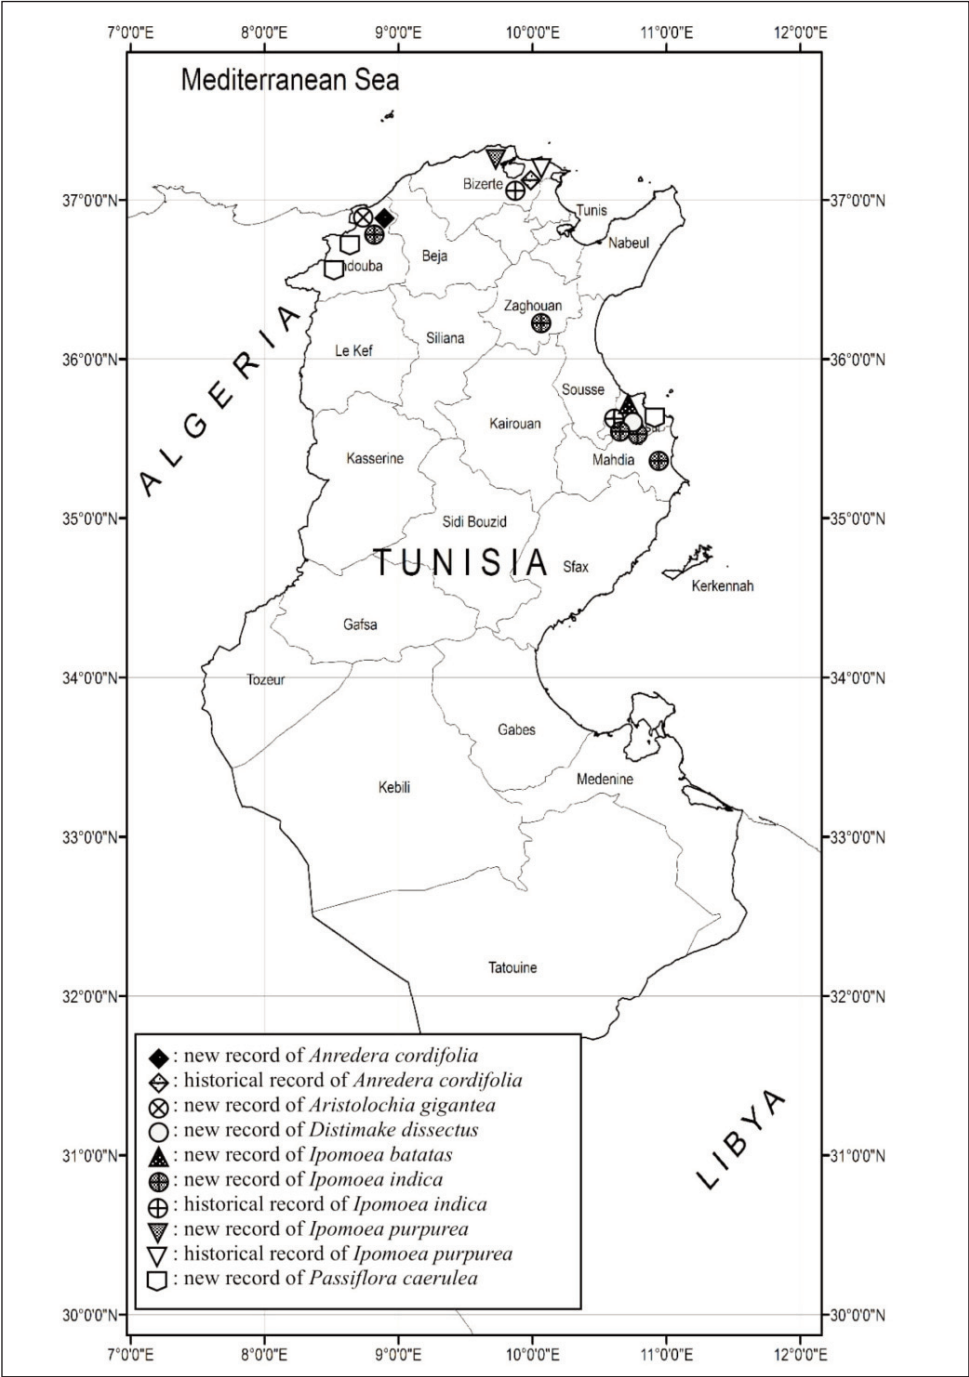 7°0'0"E 8°0'0"E 9°0'0"E 10°0'0"E 11°0'0"E 12°0'0"E
Mediterranean Sea
Bizerte
37°0'0"N 37°0'0"N
Tunis
Nabeul
Beja
ndouba
Zaghouan
ALGERIA
Siliana
Le Kef
36°0'0"N 36°0'0"N
Sousse
Kairouan
Kasserine
Mahdia
35°0'0"N 35°0'0"N
Sidi Bouzid
TUNISIA
Sfax
Kerkennah
Gafsa
34°0'0"N 34°0'0"N
Tozeur
Gabes
Medenine
Kebili
33°0'0"N 33°0'0"N
Tatouine
32°0'0"N 32°0'0"N
: new record of Anredera cordifolia
: historical record of Anredera cordifolia
: new record of Aristolochia gigantea
: new record of Distimake dissectus
: new record of Ipomoea batatas
: new record of Ipomoea indica
: historical record of Ipomoea indica
: new record of Ipomoea purpurea
: historical record of Ipomoea purpurea
: new record of Passiflora caerulea
LIBYA
31°0'0"N 31°0'0"N
30°0'0"N 30°0'0"N
7°0'0"E 8°0'0"E 9°0'0"E 10°0'0"E 11°0'0"E 12°0'0"E